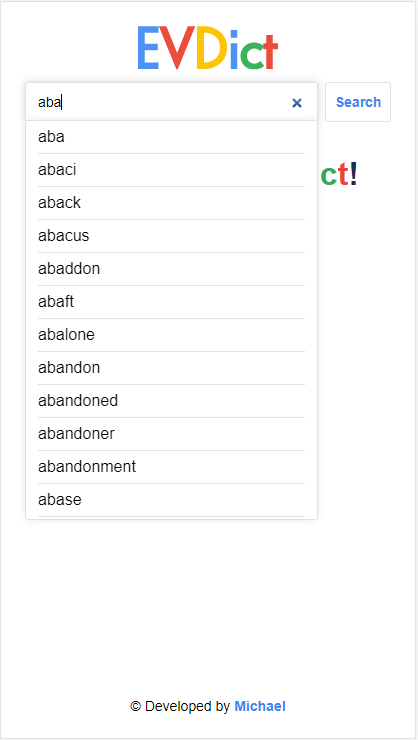 EVDict
aba
Search
ct!
aba
abaci
aback
abacus
abaddon
abaft
abalone
abandon
abandoned
abandoner
abandonment
abase
© Developed by Michael